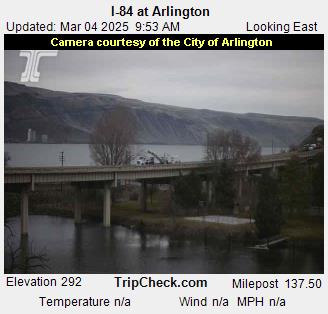 I-84 at Arlington
Updated: Mar 04 2025 9:53 AM Looking East
Camera courtesy of the City of Arlington
Elevation 292 TripCheck.com Milepost 137.50
Temperature n/a Wind n/a MPH n/a